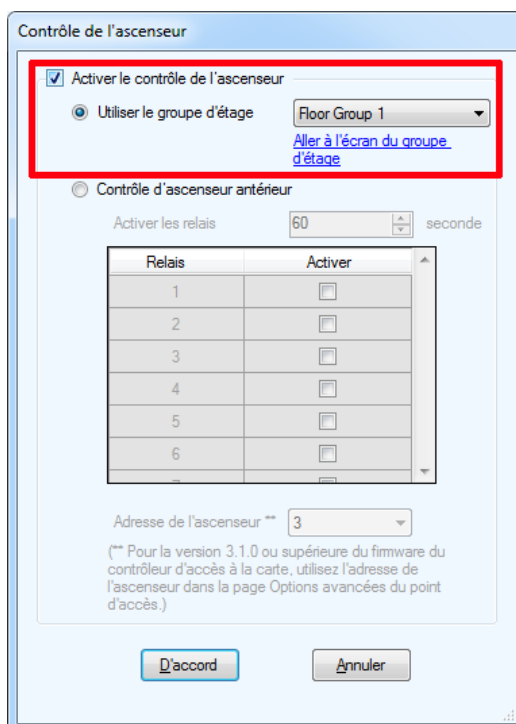 Contrôle de l'ascenseur
Activer le contrôle de l'ascenseur
Utiliser le groupe d'étage
Floor Group 1
Aller à l'écran du groupe
d'étage
Contrôle d'ascenseur antérieur
Activer les relais
60
seconde
Relais
Activer
1
2
3
4
5
6
Adresse de l'ascenseur **
3
(** Pour la version 3.1.0 ou supérieure du firmware du
contrôleur d'accès à la carte, utilisez l'adresse de
l'ascenseur dans la page Options avancées du point
d'accès.)
D'accord
Annuler